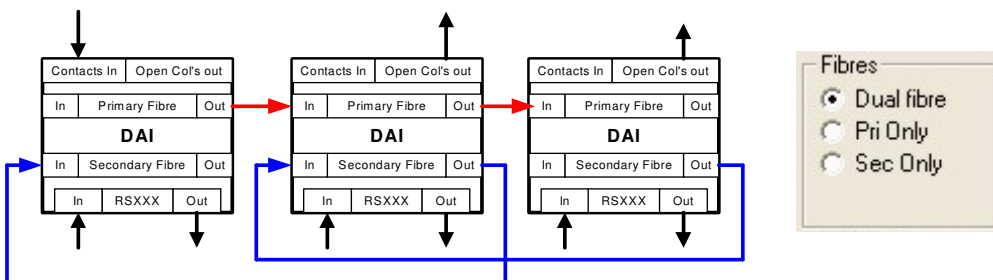 Contacts In Open Col's out
In Primary Fibre Out
DAI
In Secondary Fibre Out
In RSXXX Out
Contacts In Open Col's out
In Primary Fibre Out
DAI
In Secondary Fibre Out
In RSXXX Out
Contacts In Open Col's out
In Primary Fibre Out
DAI
In Secondary Fibre Out
In RSXXX Out
Fibres
Dual fibre
Pri Only
Sec Only